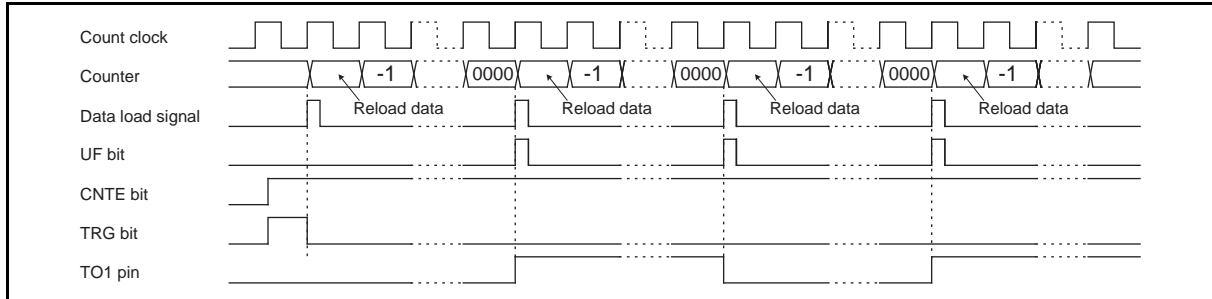 Count clock
Counter -1 0000 -1 0000 -1 0000 -1
Reload data Reload data Reload data Reload data
Data load signal
UF bit
CNTE bit
TRG bit
TO1 pin